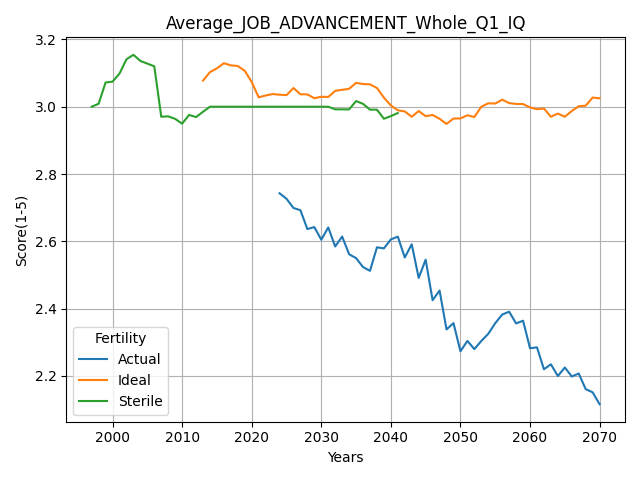 Average_JOB_ADVANCEMENT_Whole_Q1_IQ
3.2
3.0
2.8
2.6
2.4
2.2
Score(1-5)
Fertility
Actual
Ideal
Sterile
2000 2010 2020 2030 2040 2050 2060 2070
Years